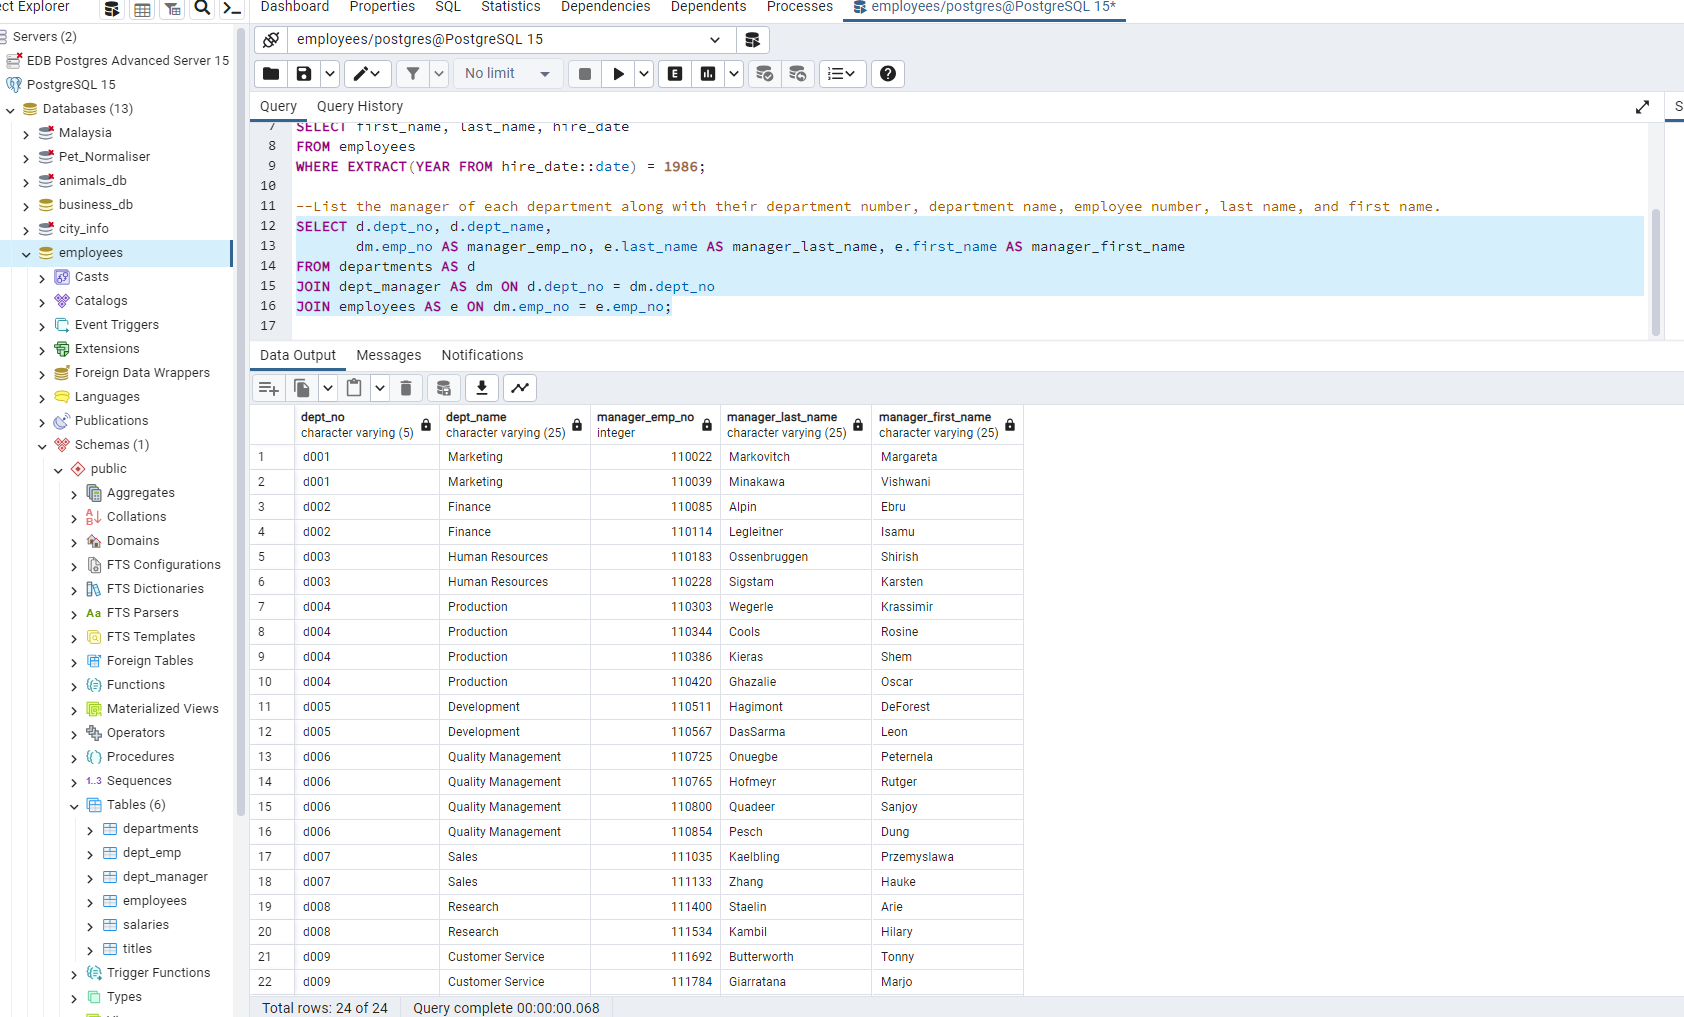 ct Explorer
Dashboard Properties SQL Statistics Dependencies Dependents Processes employees/postgres@PostgreSQL 15*
Servers (2)
EDB Postgres Advanced Server 15
PostgreSQL 15
Databases (13)
Malaysia
Pet_Normaliser
animals_db
business_db
city_info
employees
Casts
Catalogs
Event Triggers
Extensions
Foreign Data Wrappers
Languages
Publications
Schemas (1)
public
Aggregates
Collations
Domains
FTS Configurations
FTS Dictionaries
FTS Parsers
FTS Templates
Foreign Tables
Functions
Materialized Views
Operators
Procedures
1..3 Sequences
Tables (6)
departments
dept_emp
dept_manager
employees
salaries
titles
Trigger Functions
Types
employees/postgres@PostgreSQL 15
No limit E
Query Query History S
7 SELECT first_name, last_name, hire_date
8 FROM employees
9 WHERE EXTRACT(YEAR FROM hire_date::date) = 1986;
10
11 --List the manager of each department along with their department number, department name, employee number, last name, and first name.
12 SELECT d.dept_no, d.dept_name,
13 dm.emp_no AS manager_emp_no, e.last_name AS manager_last_name, e.first_name AS manager_first_name
14 FROM departments AS d
15 JOIN dept_manager AS dm ON d.dept_no = dm.dept_no
16 JOIN employees AS e ON dm.emp_no = e.emp_no;
17
Data Output Messages Notifications
dept_no dept_name manager_emp_no manager_last_name manager_first_name
character varying (5) character varying (25) integer character varying (25) character varying (25)
1 d001 Marketing 110022 Markovitch Margareta
2 d001 Marketing 110039 Minakawa Vishwani
3 d002 Finance 110085 Alpin Ebru
4 d002 Finance 110114 Legleitner Isamu
5 d003 Human Resources 110183 Ossenbruggen Shirish
6 d003 Human Resources 110228 Sigstam Karsten
7 d004 Production 110303 Wegerle Krassimir
8 d004 Production 110344 Cools Rosine
9 d004 Production 110386 Kieras Shem
10 d004 Production 110420 Ghazalie Oscar
11 d005 Development 110511 Hagimont DeForest
12 d005 Development 110567 DasSarma Leon
13 d006 Quality Management 110725 Onuegbe Peternela
14 d006 Quality Management 110765 Hofmeyr Rutger
15 d006 Quality Management 110800 Quadeer Sanjoy
16 d006 Quality Management 110854 Pesch Dung
17 d007 Sales 111035 Kaelbling Przemyslawa
18 d007 Sales 111133 Zhang Hauke
19 d008 Research 111400 Staelin Arie
20 d008 Research 111534 Kambil Hilary
21 d009 Customer Service 111692 Butterworth Tonny
22 d009 Customer Service 111784 Giarratana Marjo
Total rows: 24 of 24 Query complete 00:00:00.068